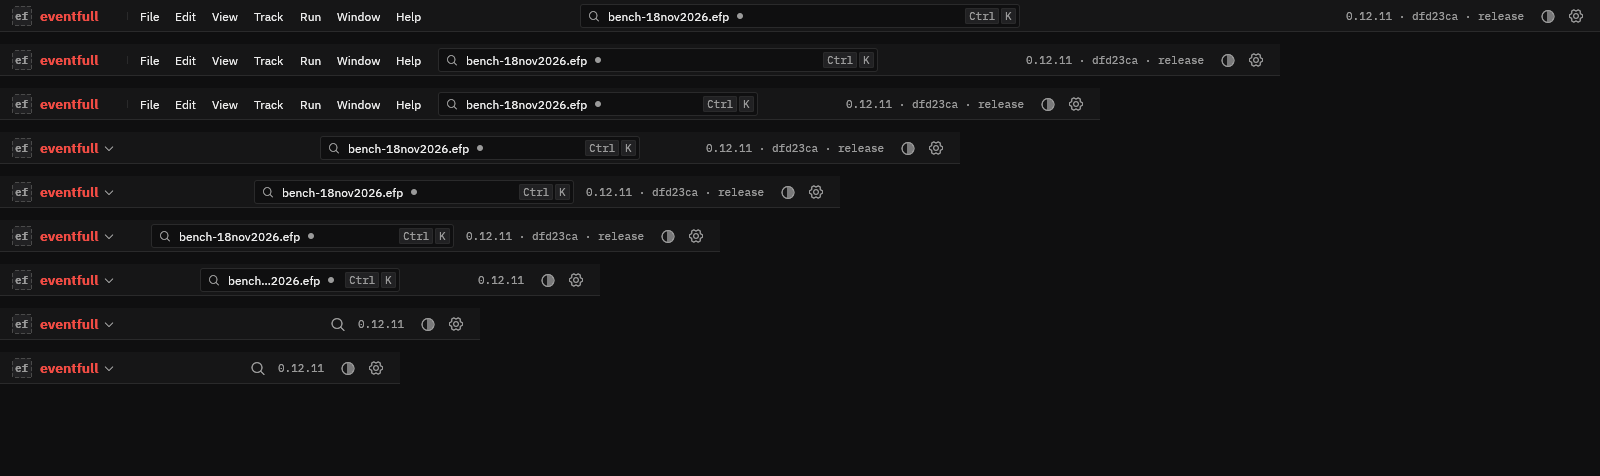 ef eventfull File Edit View Track Run Window Help bench-18nov2026.efp Ctrl K 0.12.11 · dfd23ca · release
ef eventfull File Edit View Track Run Window Help bench-18nov2026.efp Ctrl K 0.12.11 · dfd23ca · release
ef eventfull File Edit View Track Run Window Help bench-18nov2026.efp Ctrl K 0.12.11 · dfd23ca · release
ef eventfull bench-18nov2026.efp Ctrl K 0.12.11 · dfd23ca · release
ef eventfull bench-18nov2026.efp Ctrl K 0.12.11 · dfd23ca · release
ef eventfull bench-18nov2026.efp Ctrl K 0.12.11 · dfd23ca · release
ef eventfull bench...2026.efp Ctrl K 0.12.11
ef eventfull 0.12.11
ef eventfull 0.12.11